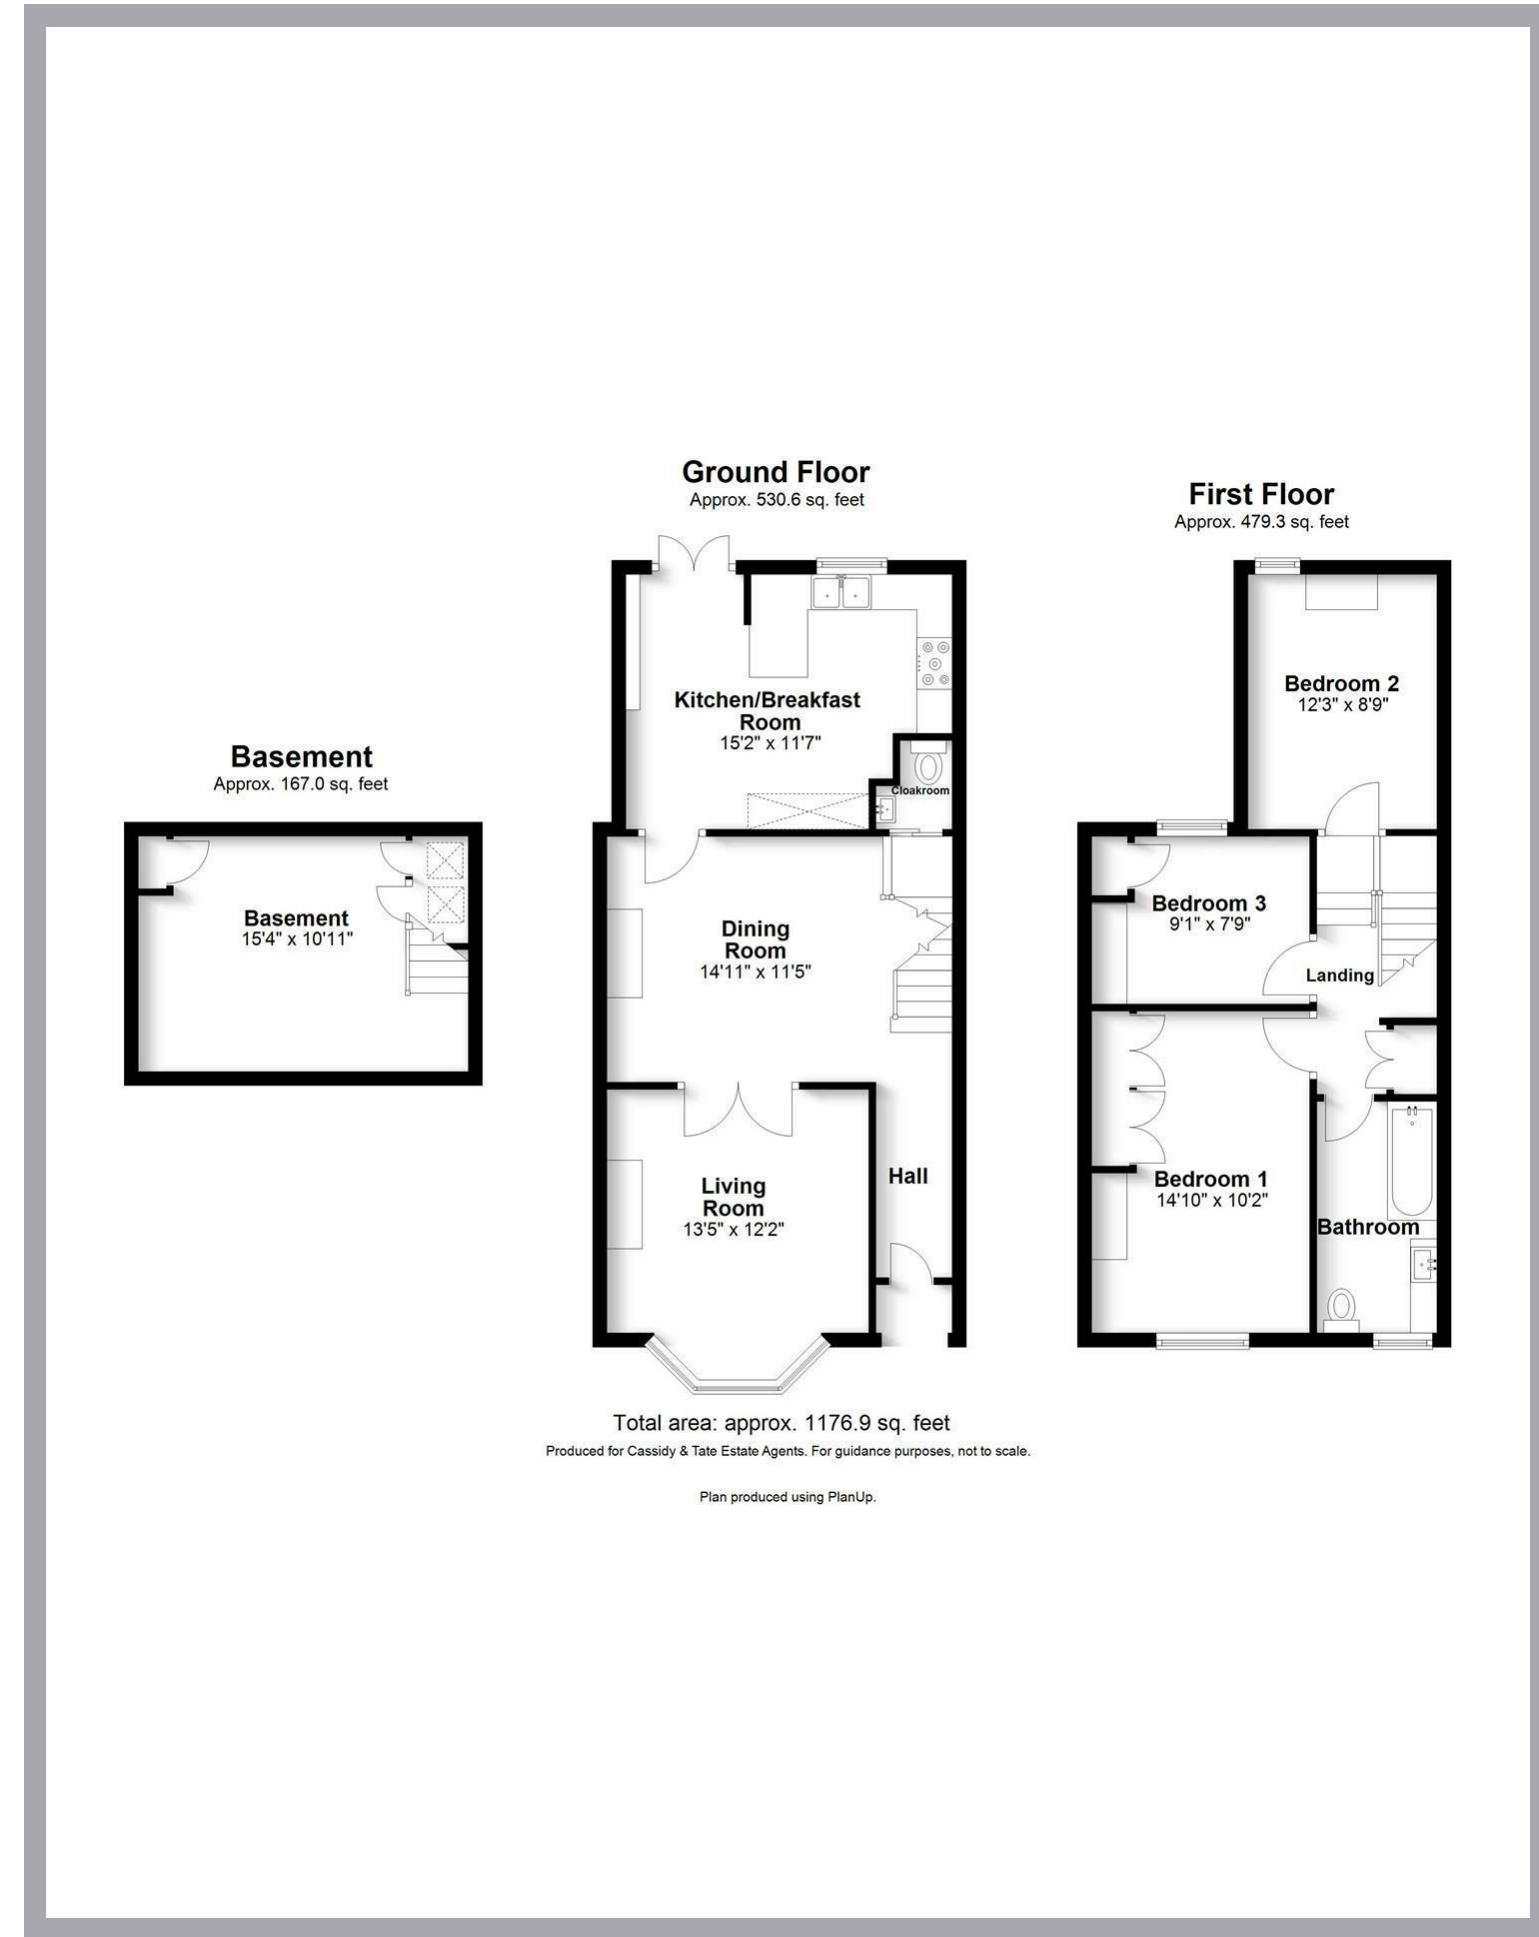 Basement
Approx. 167.0 sq. feet
Basement
15'4" x 10'11"
Ground Floor
Approx. 530.6 sq. feet
Kitchen/Breakfast
Room
15'2" x 11'7"
Cloakroom
Dining
Room
14'11" x 11'5"
Living
Room
13'5" x 12'2"
Hall
First Floor
Approx. 479.3 sq. feet
Bedroom 2
12'3" x 8'9"
Bedroom 3
9'1" x 7'9"
Landing
Bedroom 1
14'10" x 10'2"
Bathroom
Total area: approx. 1176.9 sq. feet
Produced for Cassidy & Tate Estate Agents. For guidance purposes, not to scale.
Plan produced using PlanUp.